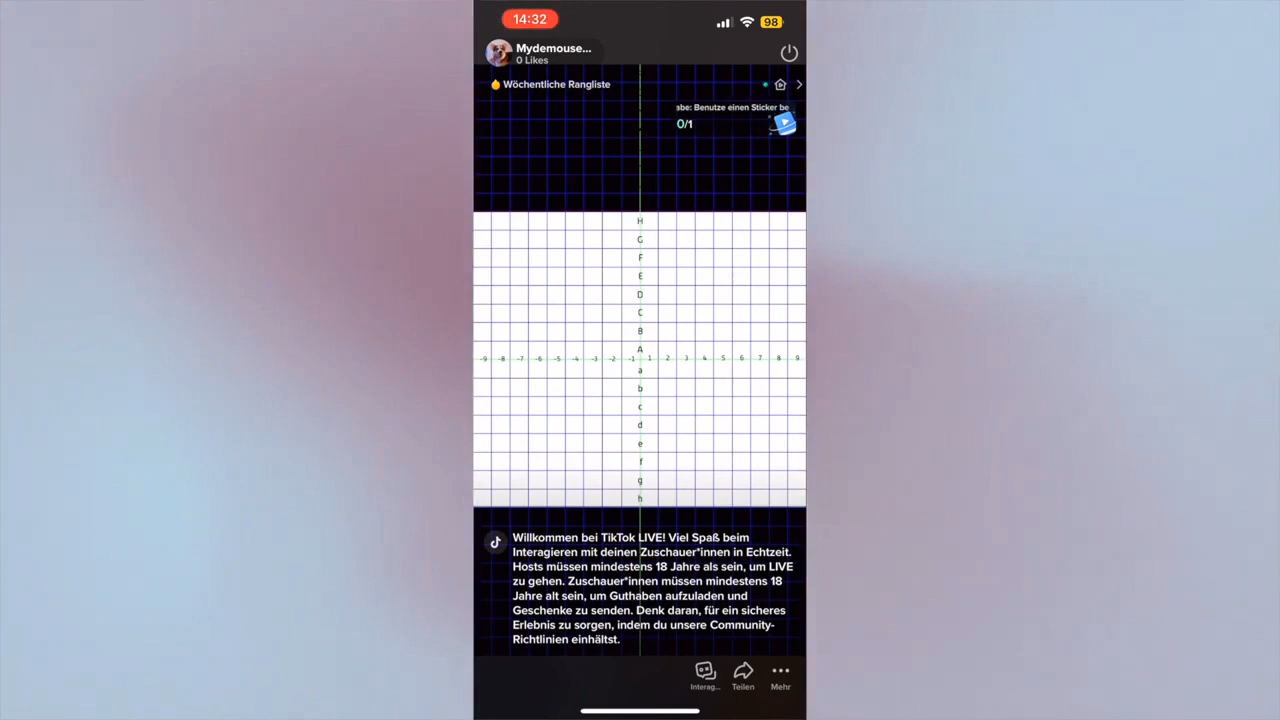 14:32
98
Mydemouse...
0 Likes
Wöchentliche Rangliste
abe: Benutze einen Sticker be
0/1
H
G
F
E
D
C
B
A
-9 -8 -7 -6 -5 -4 -3 -2 -1 1 2 3 4 5 6 7 8 9
a
b
c
d
e
f
g
h
Willkommen bei TikTok LIVE! Viel Spaß beim
Interagieren mit deinen Zuschauer*innen in Echtzeit.
Hosts müssen mindestens 18 Jahre als sein, um LIVE
zu gehen. Zuschauer*innen müssen mindestens 18
Jahre alt sein, um Guthaben aufzuladen und
Geschenke zu senden. Denk daran, für ein sicheres
Erlebnis zu sorgen, indem du unsere Community-
Richtlinien einhältst.
Interag... Teilen Mehr